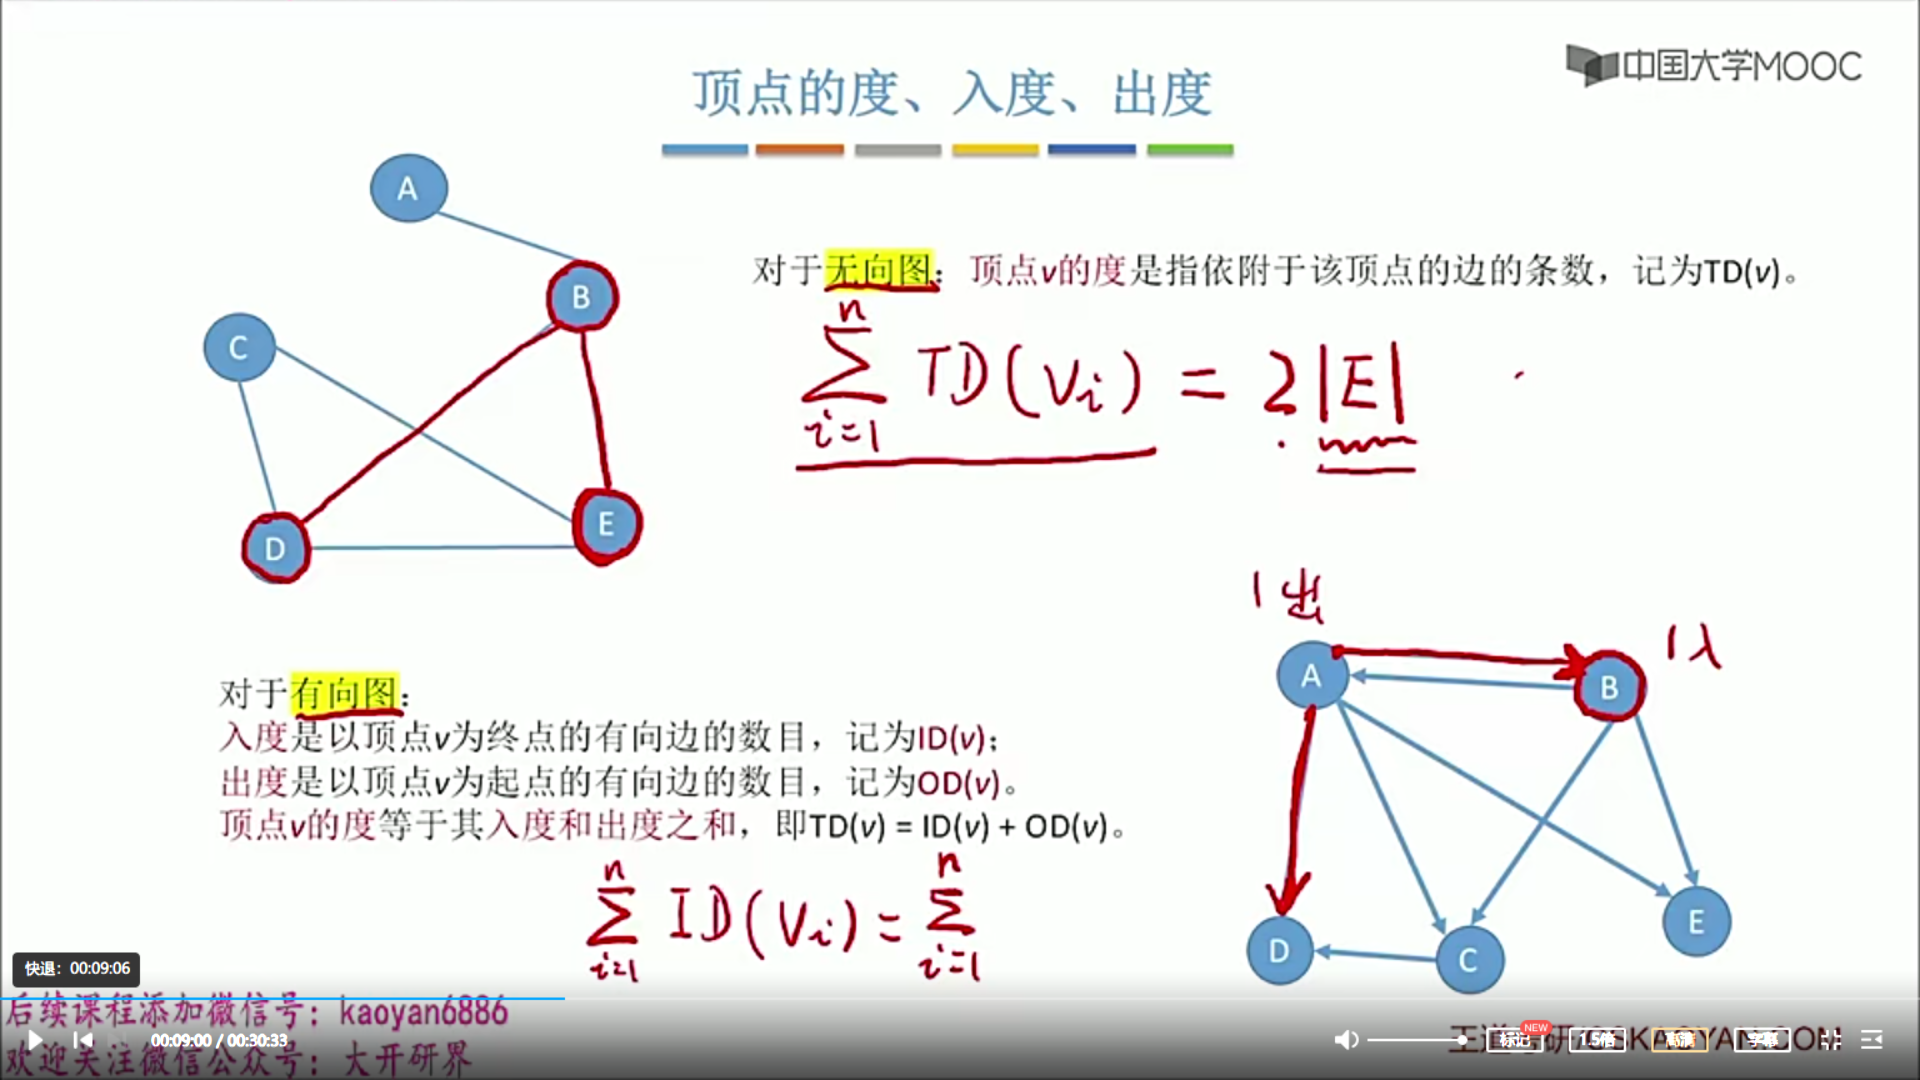 中国大学MOOC
顶点的度、入度、出度
A
B
C
D
E
对于无向图：顶点v的度是指依附于该顶点的边的条数，记为TD(v)。
n
∑ TD(Vi) = 2|E|
i=1
1出
1入
A
B
D
C
E
对于有向图：
入度是以顶点v为终点的有向边的数目，记为ID(v)；
出度是以顶点v为起点的有向边的数目，记为OD(v)。
顶点v的度等于其入度和出度之和，即TD(v) = ID(v) + OD(v)。
n n
∑ ID(Vi) = ∑
i=1 i=1
快退：00:09:06
后续课程添加微信号：kaoyan6886
00:09:00 / 00:30:33
NEW
标记
1.5倍
高清
字幕
王道考研/CSKAOYAN.COM
欢迎关注微信公众号：大开研界